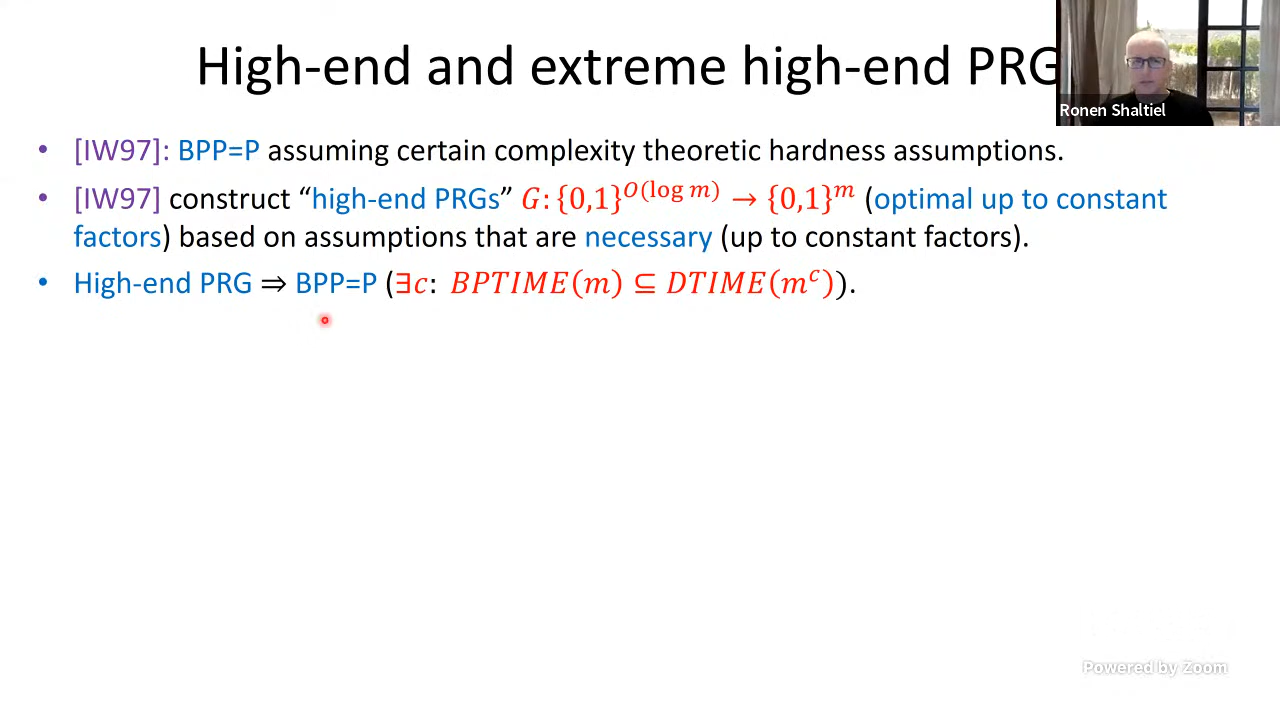 High-end and extreme high-end PRG
Ronen Shaltiel
• [IW97]: BPP=P assuming certain complexity theoretic hardness assumptions.
• [IW97] construct “high-end PRGs” G: {0,1}^{O(log m)} → {0,1}^m (optimal up to constant
factors) based on assumptions that are necessary (up to constant factors).
• High-end PRG ⇒ BPP=P (∃c: BPTIME(m) ⊆ DTIME(m^c)).
Powered by Zoom